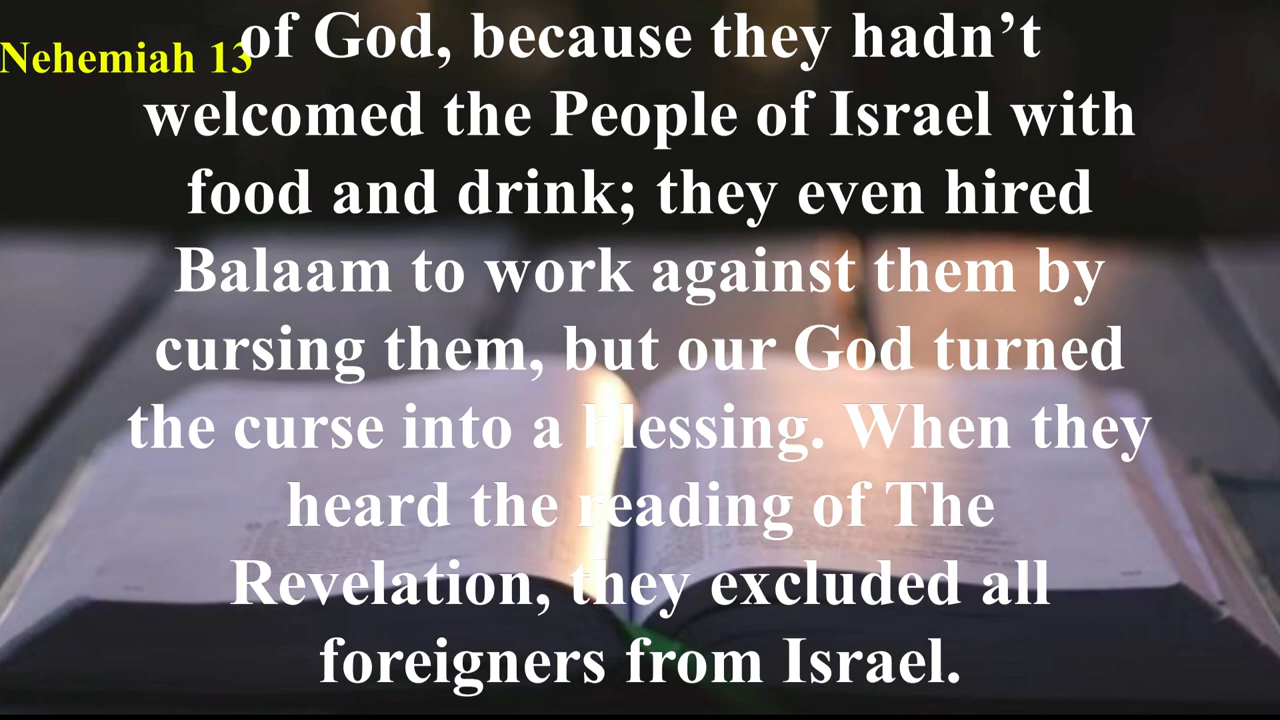 Nehemiah 13
of God, because they hadn’t
welcomed the People of Israel with
food and drink; they even hired
Balaam to work against them by
cursing them, but our God turned
the curse into a blessing. When they
heard the reading of The
Revelation, they excluded all
foreigners from Israel.